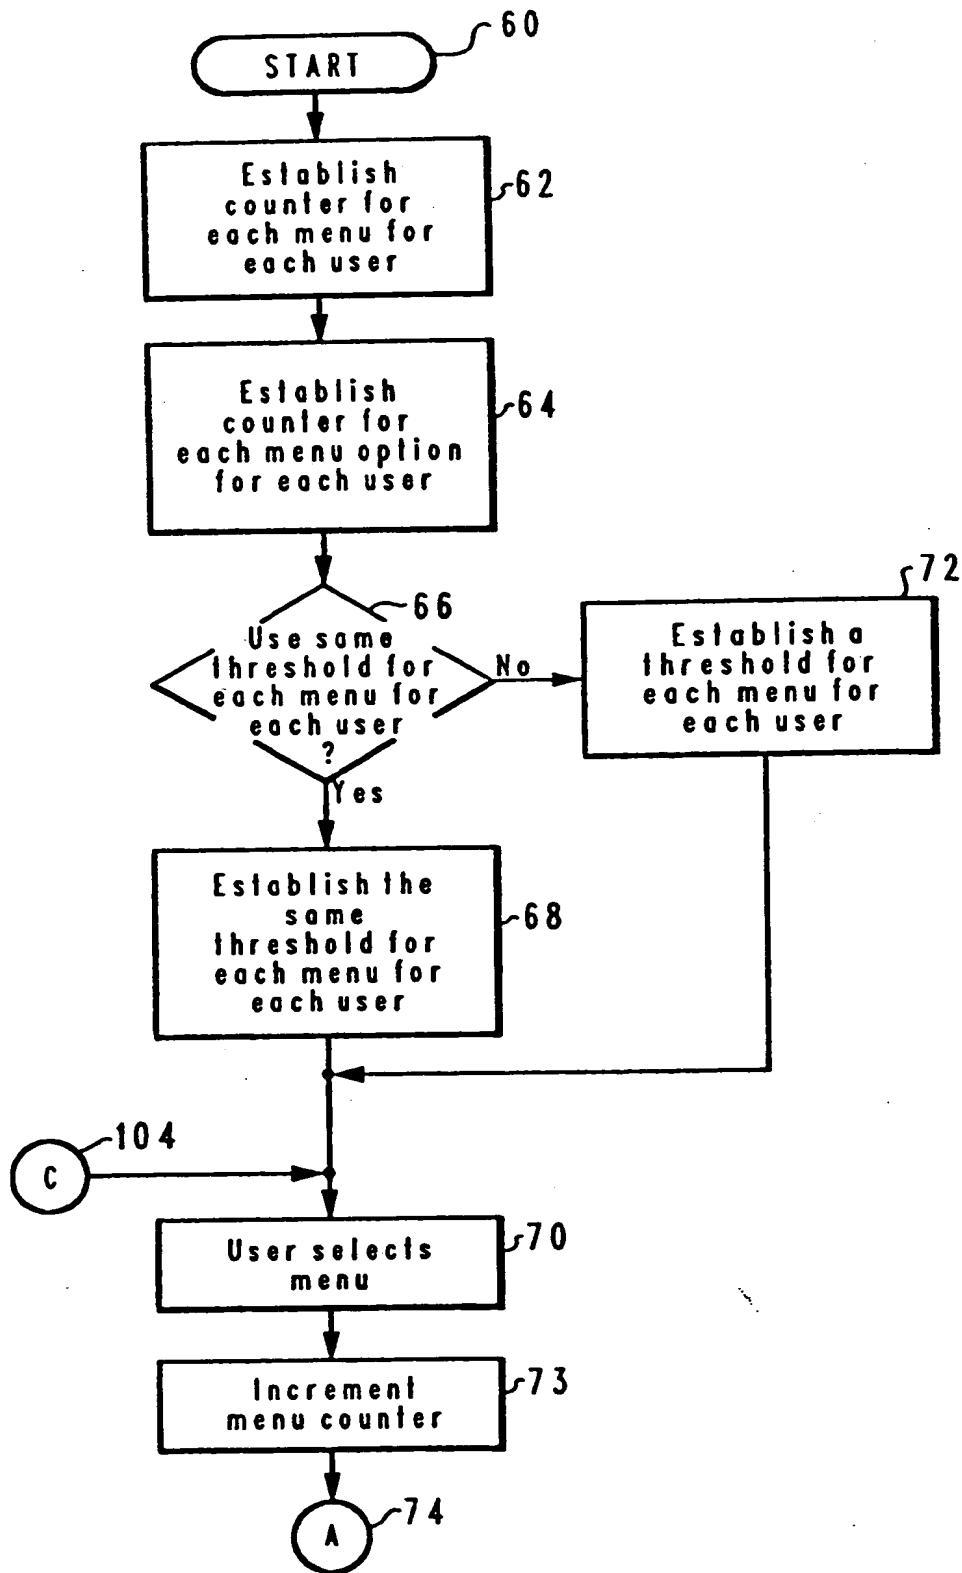 60
START
Establish
counter for
each menu for
each user
62
Establish
counter for
each menu option
for each user
64
66
Use same
threshold for
each menu for
each user
?
No
Yes
72
Establish a
threshold for
each menu for
each user
Establish the
same
threshold for
each menu for
each user
68
104
C
User selects
menu
70
Increment
menu counter
73
A
74